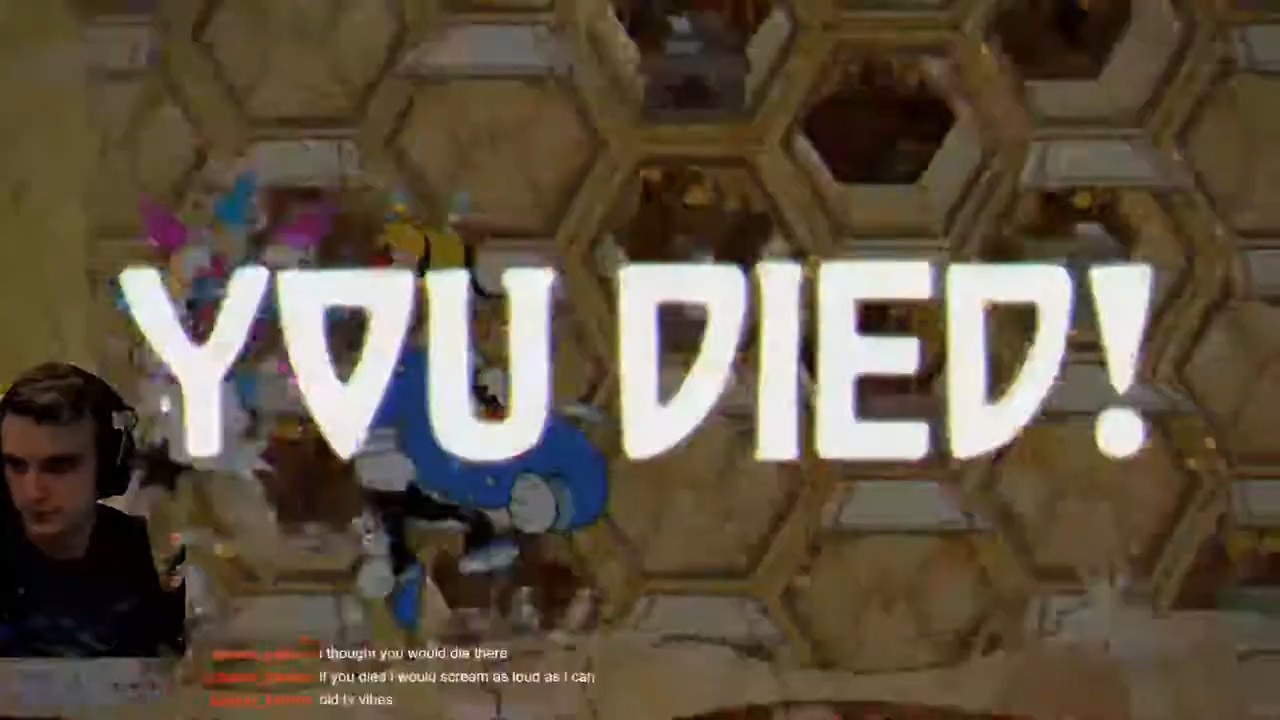 YOU DIED!
i thought you would die there
if you died i would scream as loud as I can
old tv vibes